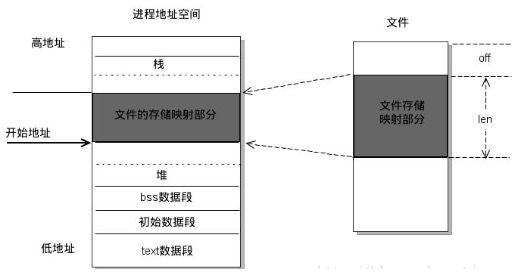 进程地址空间
文件
高地址
栈
off
文件的存储映射部分
文件存储
映射部分
len
开始地址
堆
bss数据段
初始数据段
低地址
text数据段